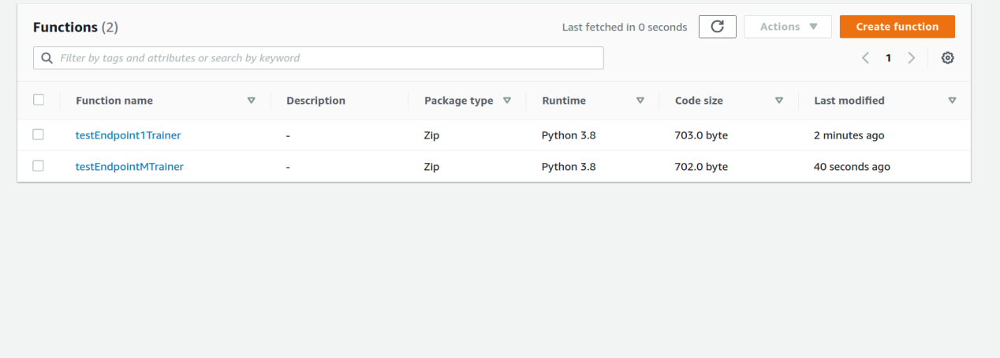 Functions (2) Last fetched in 0 seconds Actions Create function
Filter by tags and attributes or search by keyword 1
Function name Description Package type Runtime Code size Last modified
testEndpoint1Trainer - Zip Python 3.8 703.0 byte 2 minutes ago
testEndpointMTrainer - Zip Python 3.8 702.0 byte 40 seconds ago